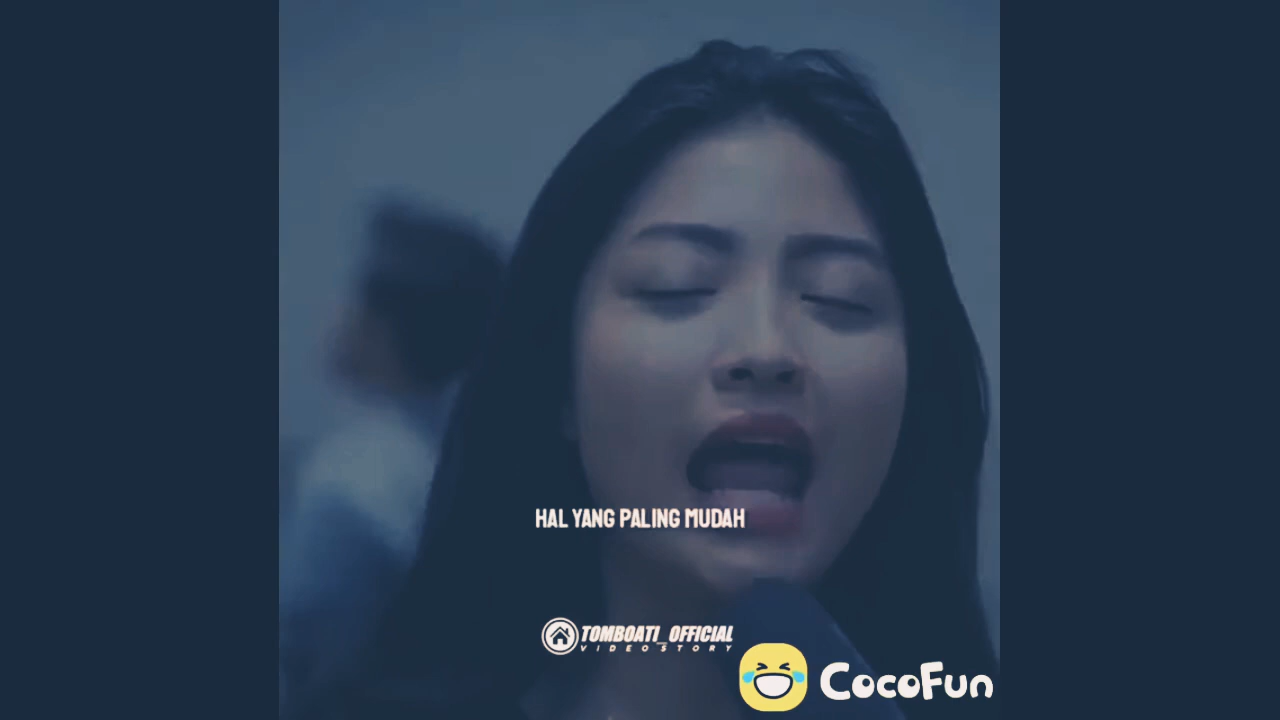 HAL YANG PALING MUDAH
TOMBOATI_OFFICIAL
VIDEO STORY
CocoFun